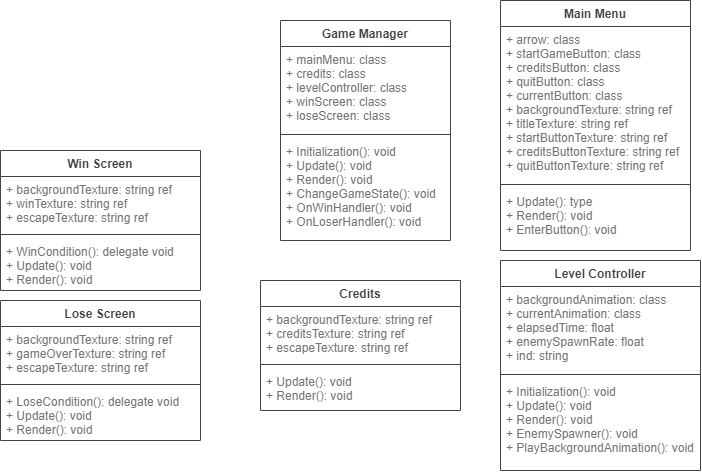 Game Manager
+ mainMenu: class
+ credits: class
+ levelController: class
+ winScreen: class
+ loseScreen: class
+ Initialization(): void
+ Update(): void
+ Render(): void
+ ChangeGameState(): void
+ OnWinHandler(): void
+ OnLoserHandler(): void
Main Menu
+ arrow: class
+ startGameButton: class
+ creditsButton: class
+ quitButton: class
+ currentButton: class
+ backgroundTexture: string ref
+ titleTexture: string ref
+ startButtonTexture: string ref
+ creditsButtonTexture: string ref
+ quitButtonTexture: string ref
+ Update(): type
+ Render(): void
+ EnterButton(): void
Win Screen
+ backgroundTexture: string ref
+ winTexture: string ref
+ escapeTexture: string ref
+ WinCondition(): delegate void
+ Update(): void
+ Render(): void
Lose Screen
+ backgroundTexture: string ref
+ gameOverTexture: string ref
+ escapeTexture: string ref
+ LoseCondition(): delegate void
+ Update(): void
+ Render(): void
Credits
+ backgroundTexture: string ref
+ creditsTexture: string ref
+ escapeTexture: string ref
+ Update(): void
+ Render(): void
Level Controller
+ backgroundAnimation: class
+ currentAnimation: class
+ elapsedTime: float
+ enemySpawnRate: float
+ ind: string
+ Initialization(): void
+ Update(): void
+ Render(): void
+ EnemySpawner(): void
+ PlayBackgroundAnimation(): void